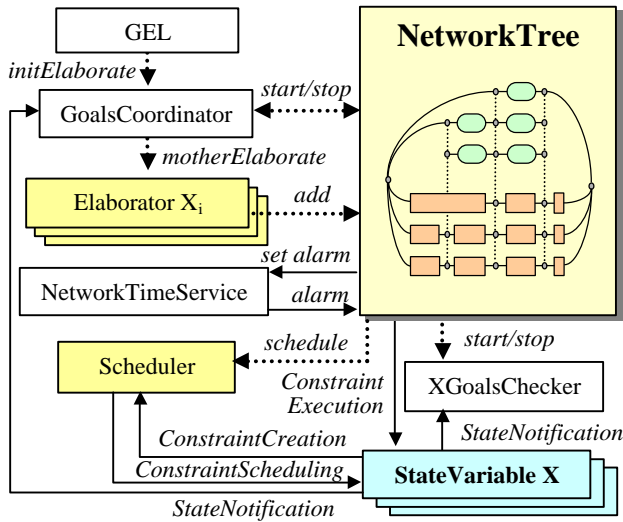 GEL
NetworkTree
initElaborate
start/stop
GoalsCoordinator
motherElaborate
Elaborator Xi
add
set alarm
NetworkTimeService
alarm
schedule
start/stop
Scheduler
Constraint
Execution
XGoalsChecker
ConstraintCreation
StateNotification
ConstraintScheduling
StateVariable X
StateNotification